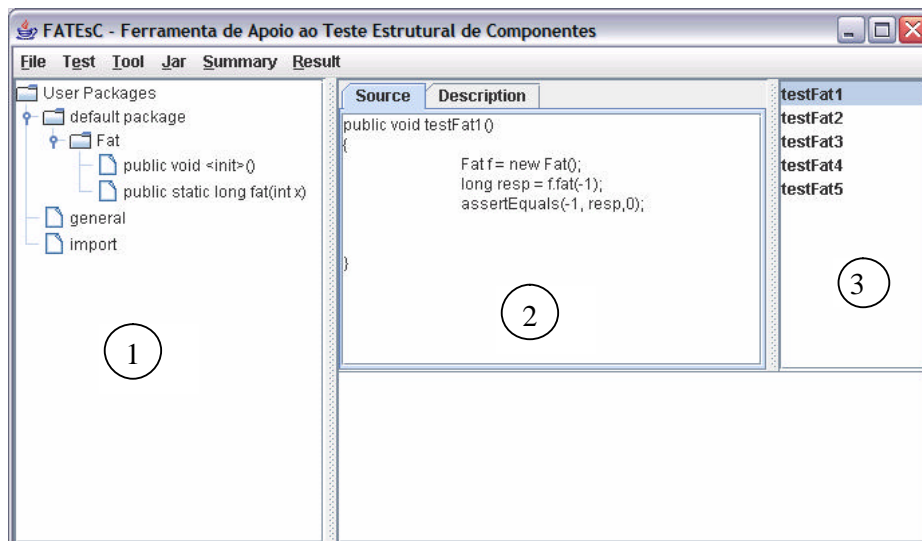 FATEsC - Ferramenta de Apoio ao Teste Estrutural de Componentes
File Test Tool Jar Summary Result
User Packages
default package
Fat
public void <init>()
public static long fat(int x)
general
import
1
Source Description
public void testFat1()
{
Fat f = new Fat();
long resp = f.fat(-1);
assertEquals(-1, resp,0);
}
2
testFat1
testFat2
testFat3
testFat4
testFat5
3